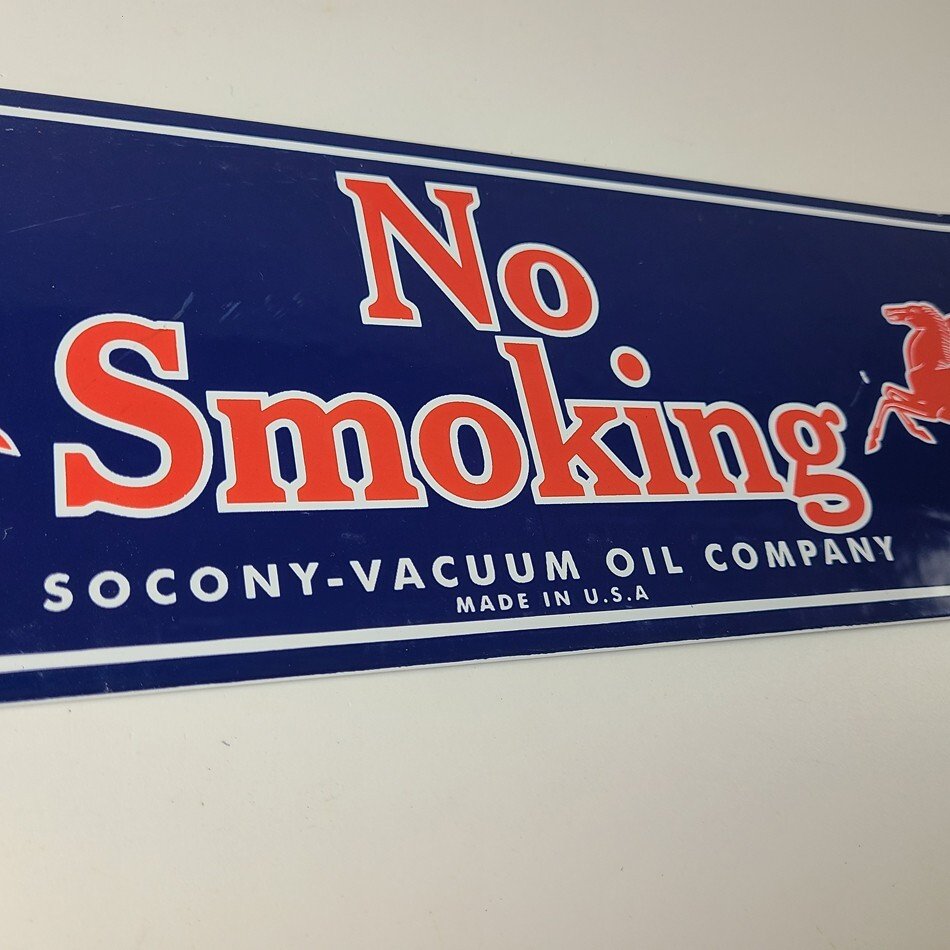 No
Smoking
SOCONY-VACUUM OIL COMPANY
MADE IN U.S.A